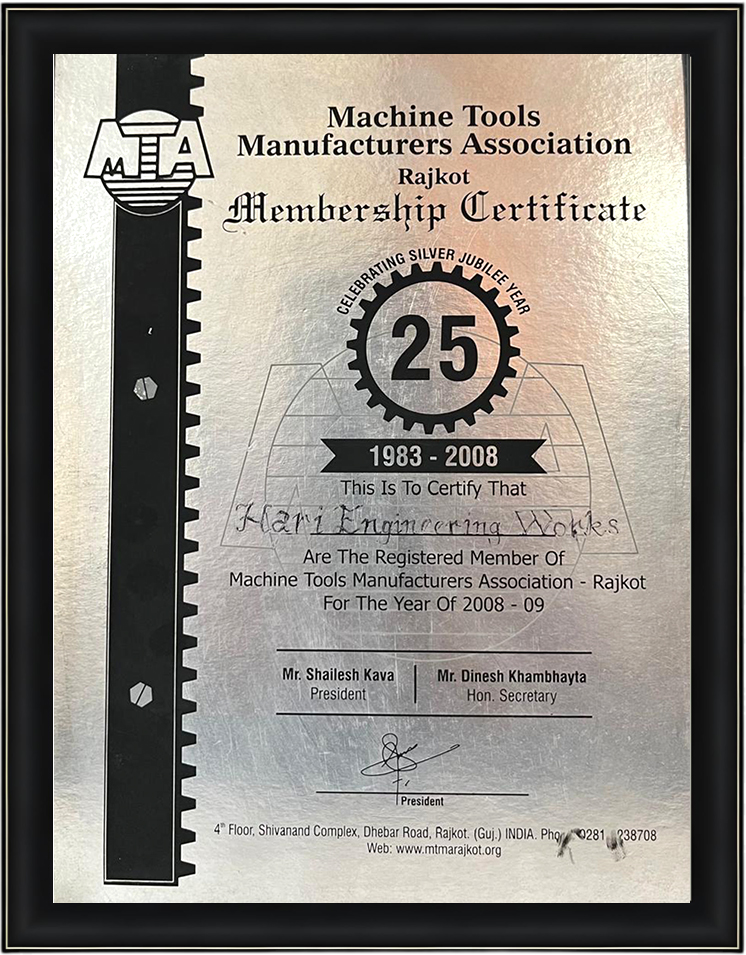 MTA
Machine Tools
Manufacturers Association
Rajkot
Membership Certificate
CELEBRATING SILVER JUBILEE YEAR
25
1983 - 2008
This Is To Certify That
Hari Engineering Works
Are The Registered Member Of
Machine Tools Manufacturers Association - Rajkot
For The Year Of 2008 - 09
Mr. Shailesh Kava
President
Mr. Dinesh Khambhayta
Hon. Secretary
President
4th Floor, Shivanand Complex, Dhebar Road, Rajkot. (Guj.) INDIA. 0281 238708
Web: www.mtmarajkot.org